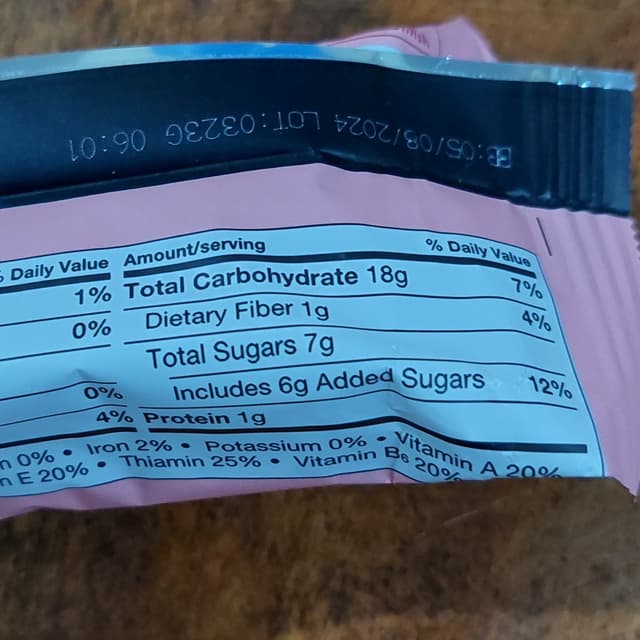 BB:05/08/2024 LOT:0323G 06:01
% Daily Value
1%
0%
0%
4%
Amount/serving % Daily Value
Total Carbohydrate 18g 7%
Dietary Fiber 1g 4%
Total Sugars 7g
Includes 6g Added Sugars 12%
Protein 1g
n 0% • Iron 2% • Potassium 0% • Vitamin A 20%
n E 20% • Thiamin 25% • Vitamin B6 20%